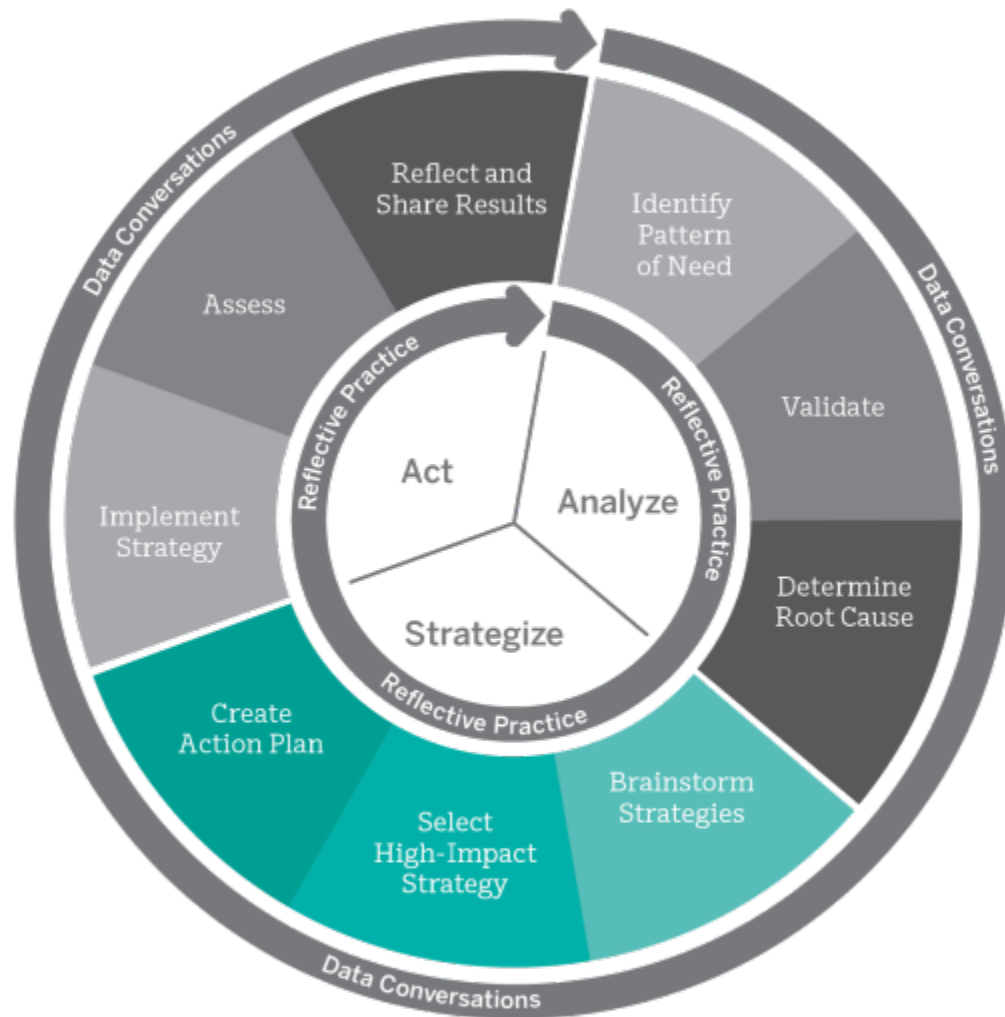 Data Conversations
Reflect and
Share Results
Identify
Pattern
of Need
Data Conversations
Assess
Validate
Reflective Practice
Reflective Practice
Act
Analyze
Implement
Strategy
Determine
Root Cause
Strategize
Reflective Practice
Create
Action Plan
Select
High-Impact
Strategy
Brainstorm
Strategies
Data Conversations